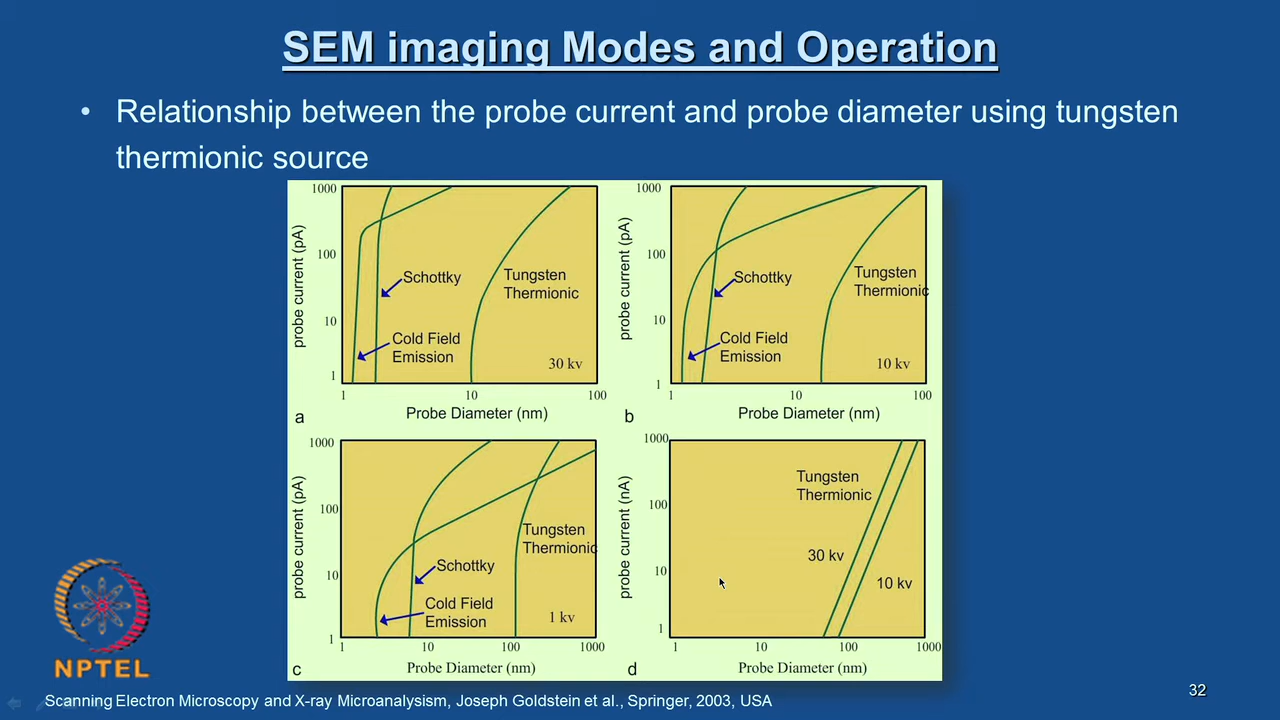 SEM imaging Modes and Operation
• Relationship between the probe current and probe diameter using tungsten
thermionic source
1000
100
10
1
probe current (pA)
Schottky
Tungsten
Thermionic
Cold Field
Emission
30 kv
1
10
100
a
Probe Diameter (nm)
1000
100
10
1
probe current (pA)
Schottky
Tungsten
Thermionic
Cold Field
Emission
10 kv
1
10
100
b
Probe Diameter (nm)
1000
100
10
1
probe current (pA)
Tungsten
Thermionic
Schottky
Cold Field
Emission
1 kv
1
10
100
1000
c
Probe Diameter (nm)
1000
100
10
1
probe current (nA)
Tungsten
Thermionic
30 kv
10 kv
1
10
100
1000
d
Probe Diameter (nm)
NPTEL
Scanning Electron Microscopy and X-ray Microanalysism, Joseph Goldstein et al., Springer, 2003, USA
32